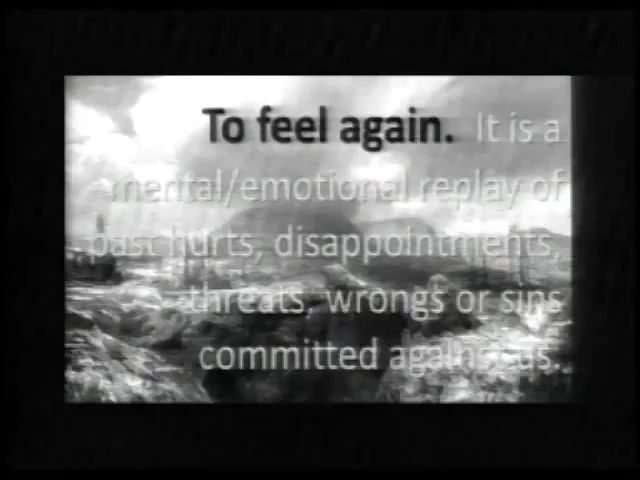 To feel again. It is a
mental/emotional replay of
past hurts, disappointments,
threats, wrongs or sins
committed against us.